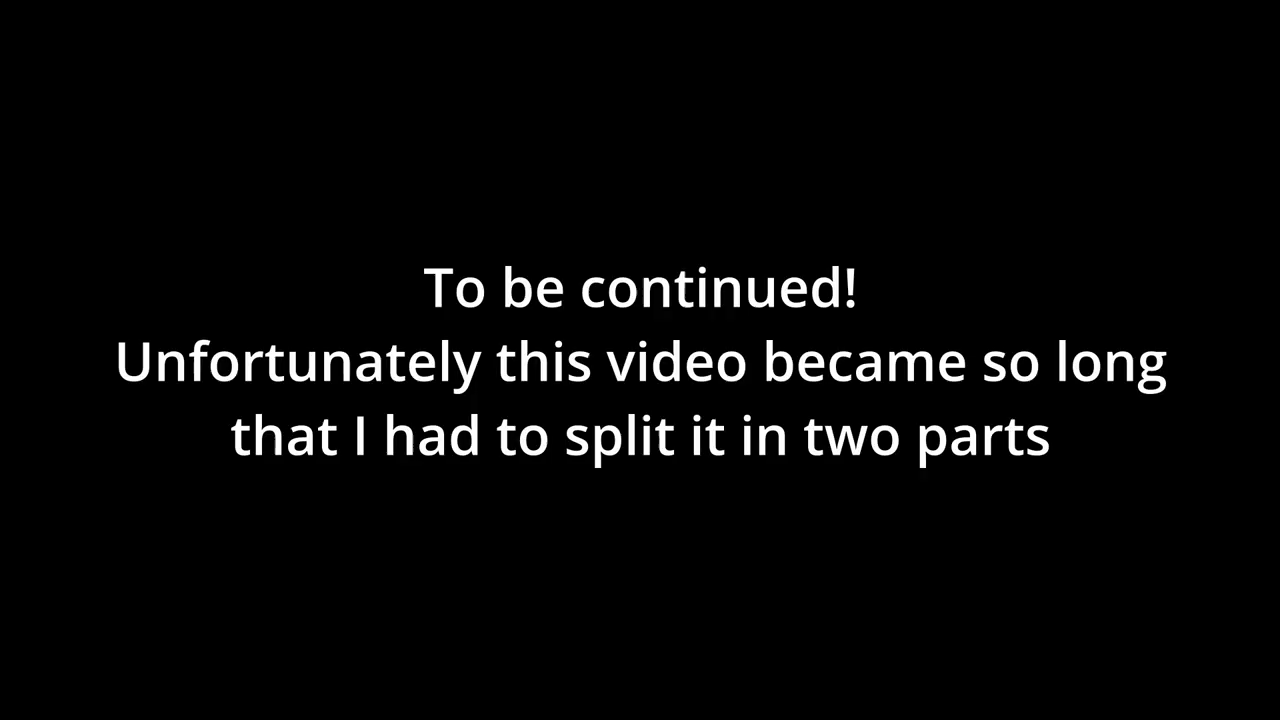 To be continued!
Unfortunately this video became so long
that I had to split it in two parts